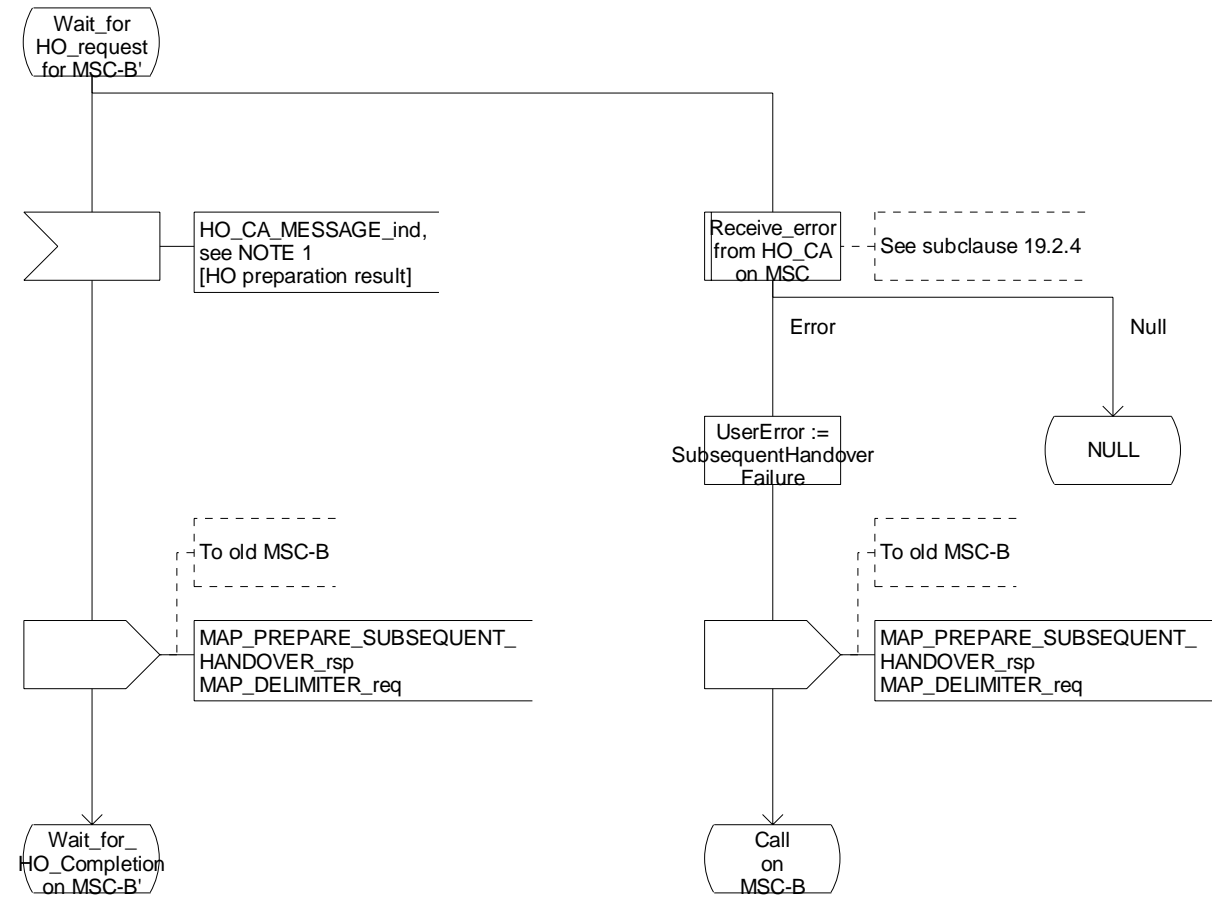 Wait_for
HO_request
for MSC-B'
HO_CA_MESSAGE_ind,
see NOTE 1
[HO preparation result]
Receive_error
from HO_CA
on MSC
See subclause 19.2.4
Error
Null
UserError :=
SubsequentHandover
Failure
NULL
To old MSC-B
To old MSC-B
MAP_PREPARE_SUBSEQUENT_
HANDOVER_rsp
MAP_DELIMITER_req
MAP_PREPARE_SUBSEQUENT_
HANDOVER_rsp
MAP_DELIMITER_req
Wait_for_
HO_Completion
on MSC-B'
Call
on
MSC-B